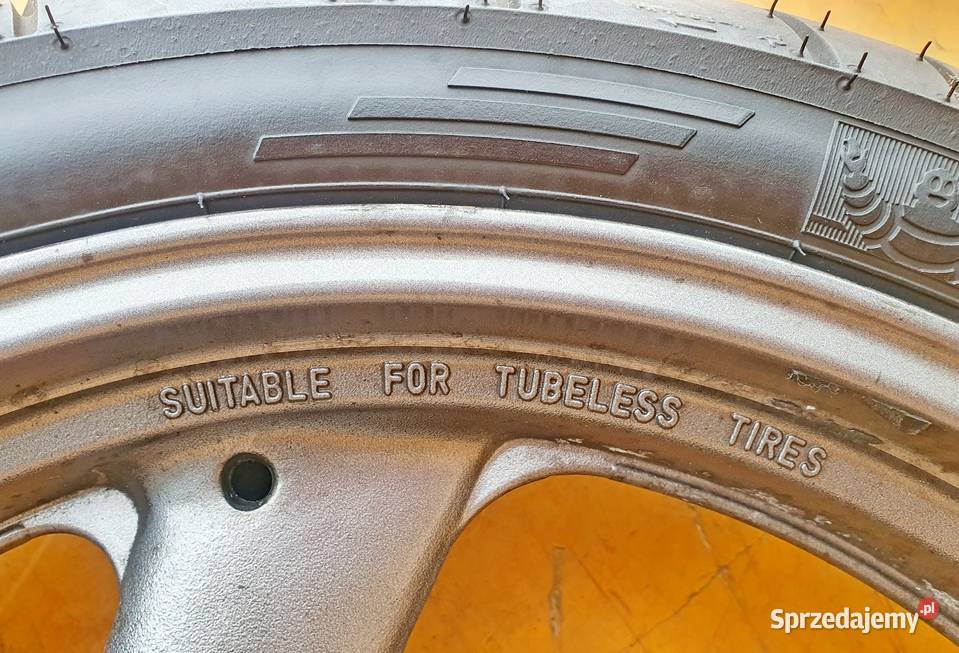 SUITABLE FOR TUBELESS TIRES
Sprzedajemy.pl